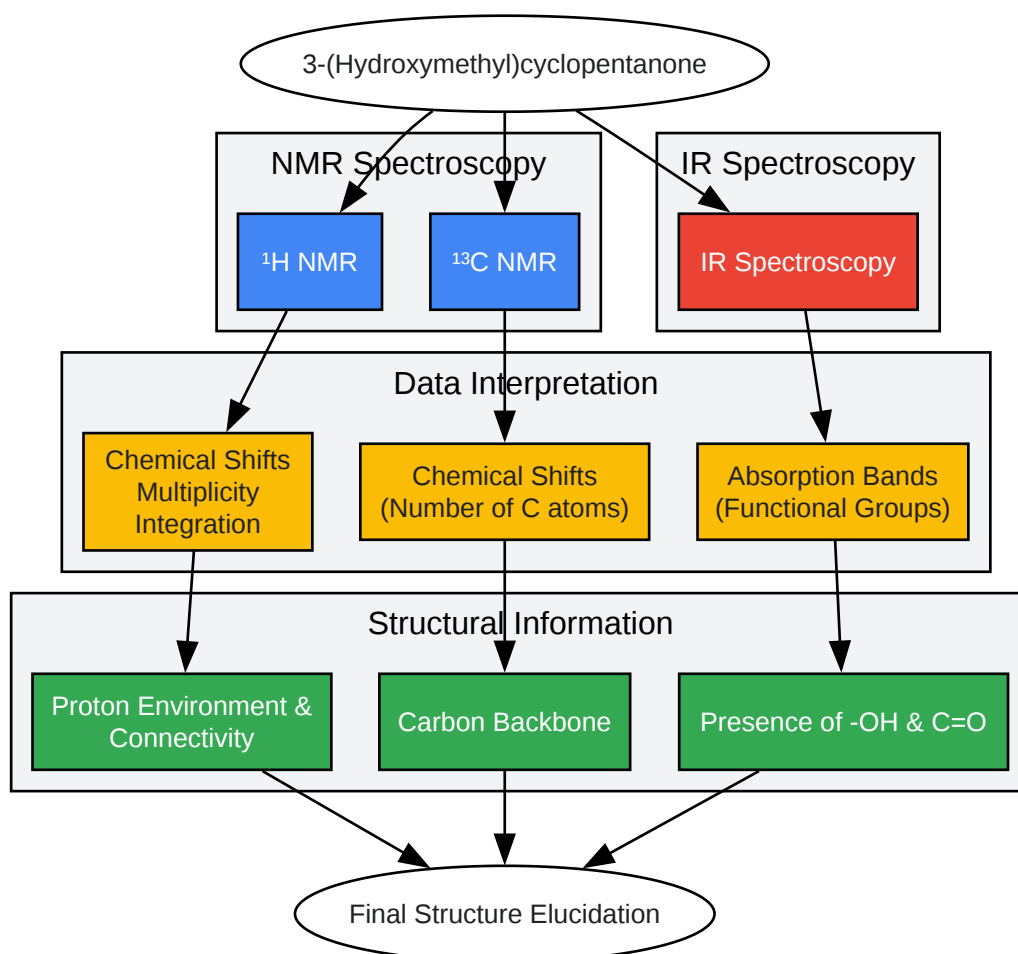 3-(Hydroxymethyl)cyclopentanone
NMR Spectroscopy
IR Spectroscopy
¹H NMR
¹³C NMR
IR Spectroscopy
Data Interpretation
Chemical Shifts
Multiplicity
Integration
Chemical Shifts
(Number of C atoms)
Absorption Bands
(Functional Groups)
Structural Information
Proton Environment &
Connectivity
Carbon Backbone
Presence of -OH & C=O
Final Structure Elucidation